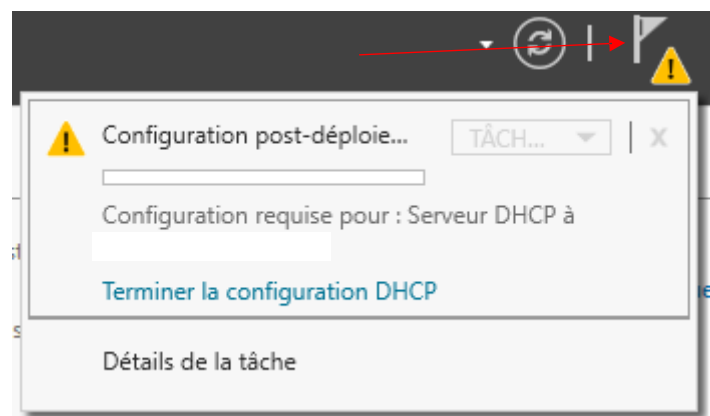 Configuration post-déploie...
TÂCH...
X
Configuration requise pour : Serveur DHCP à
Terminer la configuration DHCP
Détails de la tâche